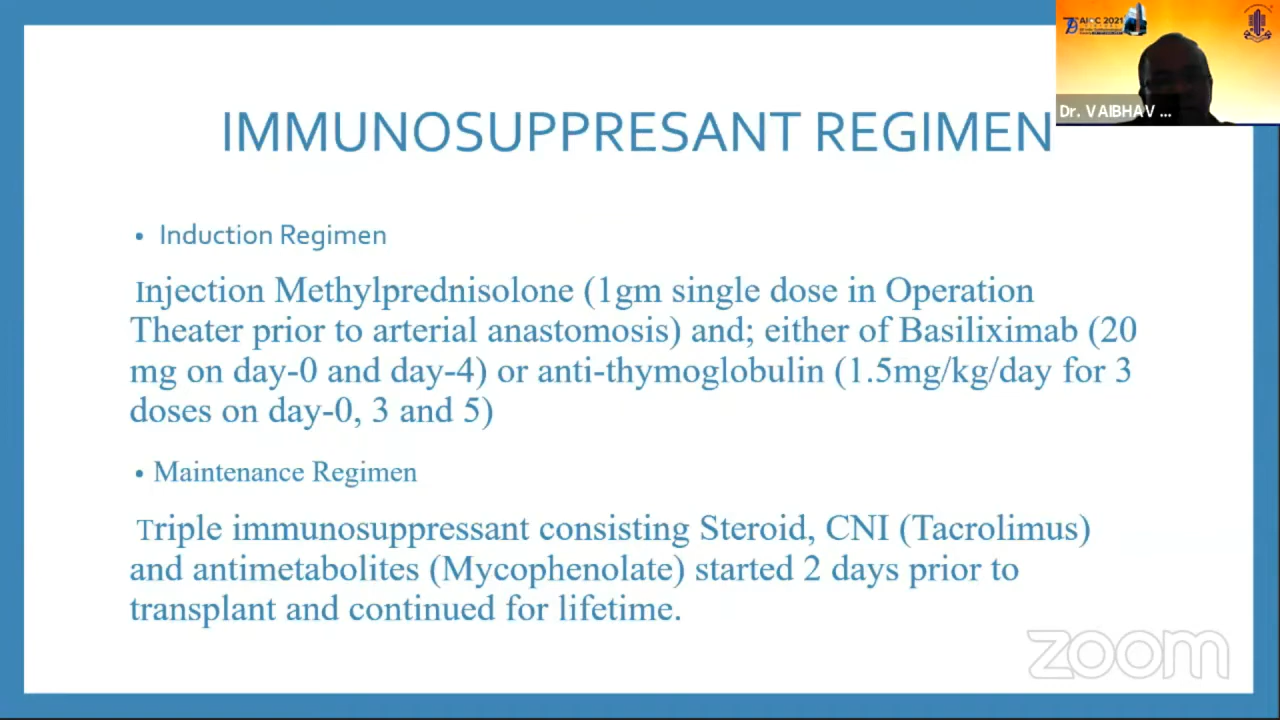 AIOC 2021
Dr. VAIBHAV ...
IMMUNOSUPPRESANT REGIMEN
• Induction Regimen
Injection Methylprednisolone (1gm single dose in Operation
Theater prior to arterial anastomosis) and; either of Basiliximab (20
mg on day-0 and day-4) or anti-thymoglobulin (1.5mg/kg/day for 3
doses on day-0, 3 and 5)
• Maintenance Regimen
Triple immunosuppressant consisting Steroid, CNI (Tacrolimus)
and antimetabolites (Mycophenolate) started 2 days prior to
transplant and continued for lifetime.
zoom